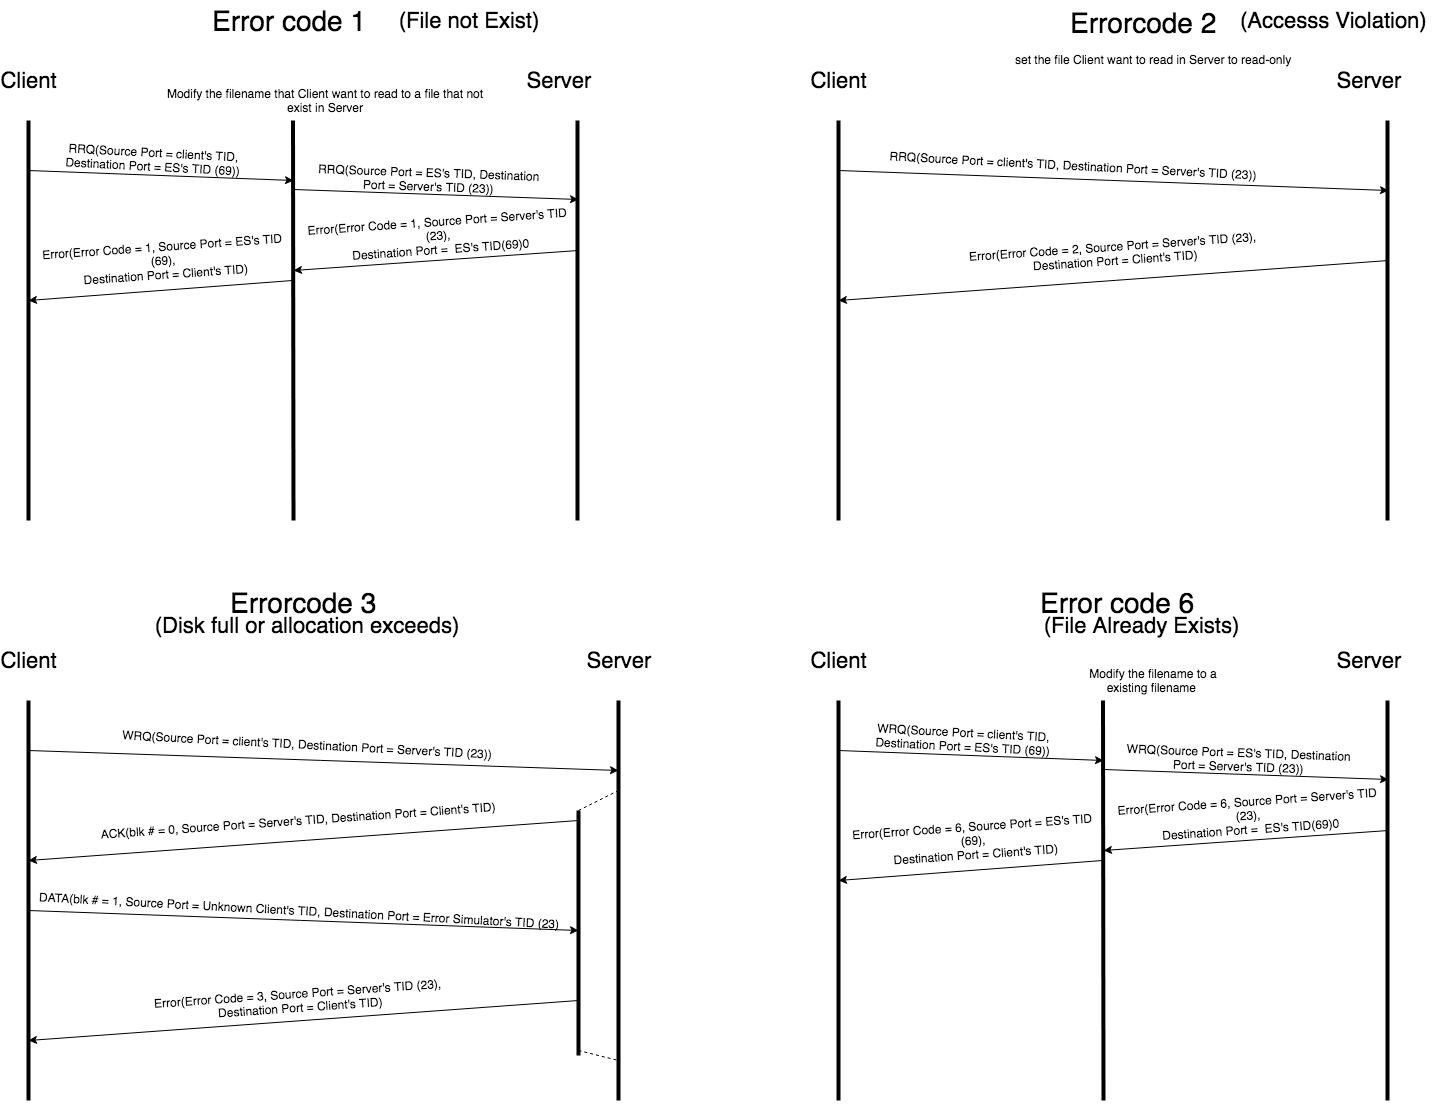 Error code 1 (File not Exist)
Client
Server
Modify the filename that Client want to read to a file that not
exist in Server
RRQ(Source Port = client's TID,
Destination Port = ES's TID (69))
RRQ(Source Port = ES's TID, Destination
Port = Server's TID (23))
Error(Error Code = 1, Source Port = Server's TID
(23),
Destination Port =  ES's TID(69)0
Error(Error Code = 1, Source Port = ES's TID
(69),
Destination Port = Client's TID)
Errorcode 2 (Accesss Violation)
set the file Client want to read in Server to read-only
Client
Server
RRQ(Source Port = client's TID, Destination Port = Server's TID (23))
Error(Error Code = 2, Source Port = Server's TID (23),
Destination Port = Client's TID)
Errorcode 3
(Disk full or allocation exceeds)
Client
Server
WRQ(Source Port = client's TID, Destination Port = Server's TID (23))
ACK(blk # = 0, Source Port = Server's TID, Destination Port = Client's TID)
DATA(blk # = 1, Source Port = Unknown Client's TID, Destination Port = Error Simulator's TID (23)
Error(Error Code = 3, Source Port = Server's TID (23),
Destination Port = Client's TID)
Error code 6
(File Already Exists)
Client
Server
Modify the filename to a
existing filename
WRQ(Source Port = client's TID,
Destination Port = ES's TID (69))
WRQ(Source Port = ES's TID, Destination
Port = Server's TID (23))
Error(Error Code = 6, Source Port = Server's TID
(23),
Destination Port =  ES's TID(69)0
Error(Error Code = 6, Source Port = ES's TID
(69),
Destination Port = Client's TID)